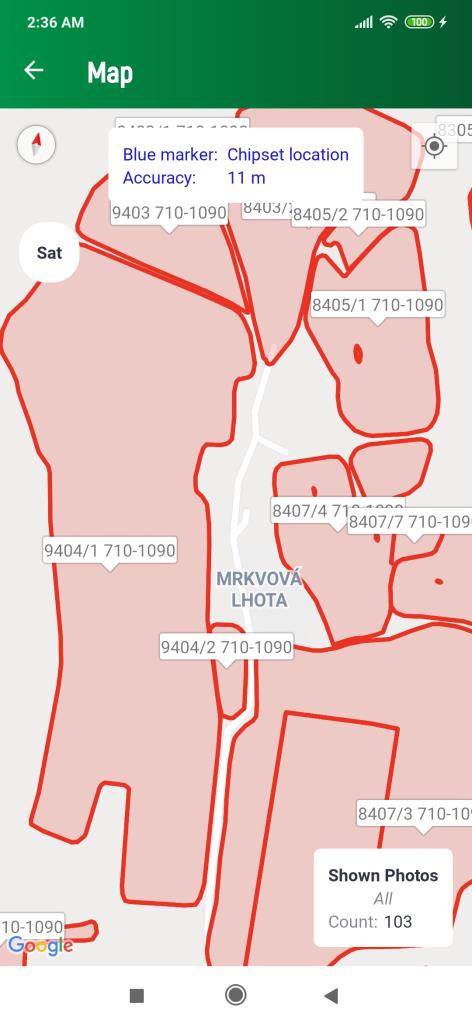 2:36 AM
100
Map
Blue marker: Chipset location
Accuracy: 11 m
9403 710-1090
8405/2 710-1090
Sat
8405/1 710-1090
8407/4
8407/7 710-109
9404/1 710-1090
MRKVOVÁ
LHOTA
9404/2 710-1090
8407/3 710-109
Shown Photos
All
Count: 103
10-1090
Google